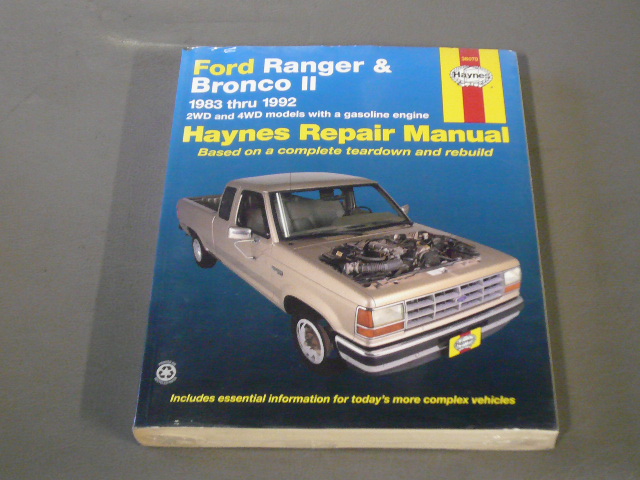 Ford Ranger &
Bronco II
1983 thru 1992
2WD and 4WD models with a gasoline engine
Haynes Repair Manual
Based on a complete teardown and rebuild
36070
Haynes
Includes essential information for today's more complex vehicles